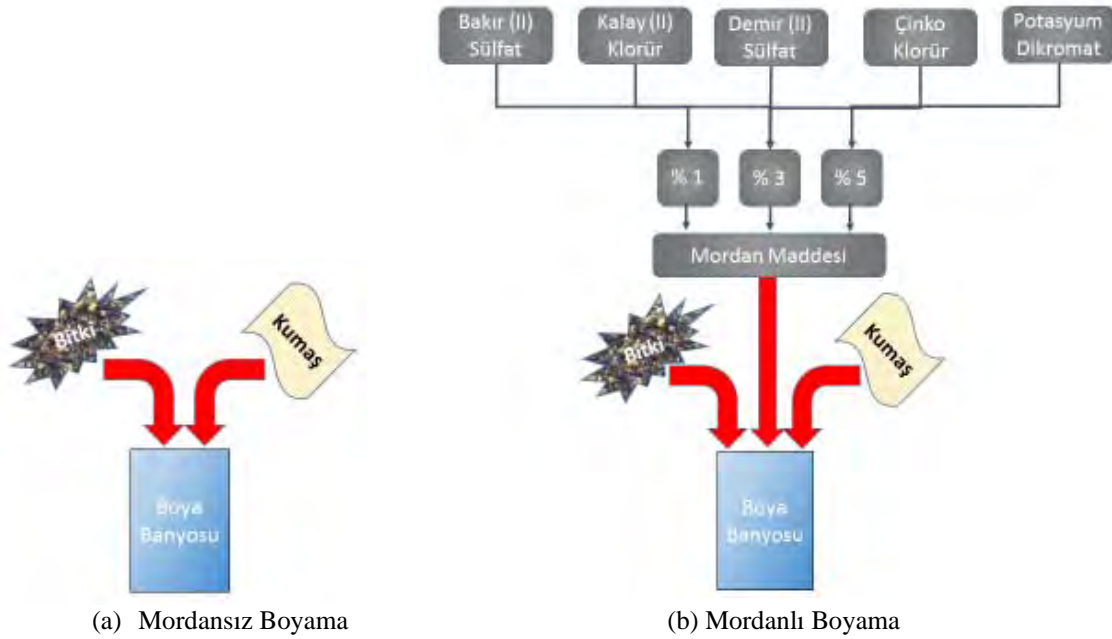 Bakır (II)
Sülfat
Kalay (II)
Klorür
Demir (II)
Sülfat
Çinko
Klorür
Potasyum
Dikromat
% 1
% 3
% 5
Mordan Maddesi
Bitki
Kumaş
Boya
Banyosu
Bitki
Kumaş
Boya
Banyosu
(a) Mordansız Boyama
(b) Mordanlı Boyama